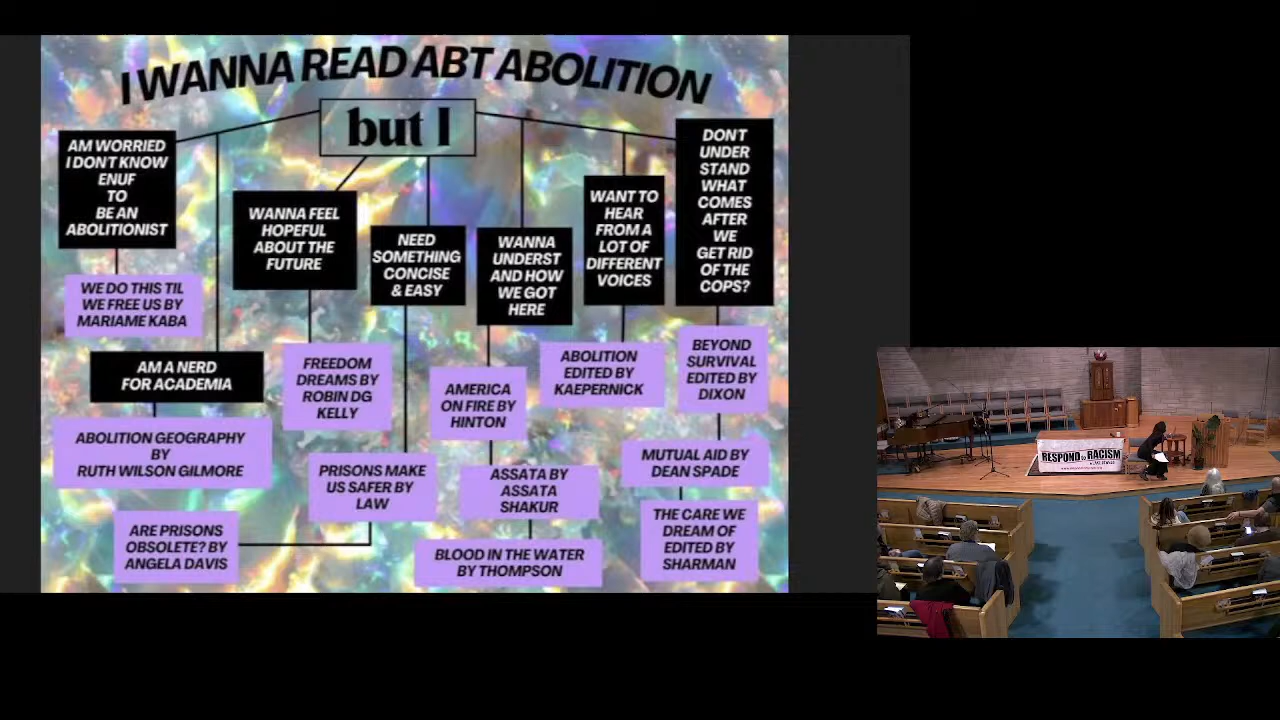 I WANNA READ ABT ABOLITION
but I
AM WORRIED
I DON'T KNOW
ENUF
TO
BE AN
ABOLITIONIST
WE DO THIS TIL
WE FREE US BY
MARIAME KABA
AM A NERD
FOR ACADEMIA
ABOLITION GEOGRAPHY
BY
RUTH WILSON GILMORE
WANNA FEEL
HOPEFUL
ABOUT THE
FUTURE
FREEDOM
DREAMS BY
ROBIN DG
KELLY
NEED
SOMETHING
CONCISE
& EASY
PRISONS MAKE
US SAFER BY
LAW
ARE PRISONS
OBSOLETE? BY
ANGELA DAVIS
WANNA
UNDERST
AND HOW
WE GOT
HERE
AMERICA
ON FIRE BY
HINTON
ASSATA BY
ASSATA
SHAKUR
BLOOD IN THE WATER
BY THOMPSON
WANT TO
HEAR
FROM A
LOT OF
DIFFERENT
VOICES
ABOLITION
EDITED BY
KAEPERNICK
DON'T
UNDER
STAND
WHAT
COMES
AFTER
WE
GET RID
OF THE
COPS?
BEYOND
SURVIVAL
EDITED BY
DIXON
MUTUAL AID BY
DEAN SPADE
THE CARE WE
DREAM OF
EDITED BY
SHARMAN
RESPOND to RACISM